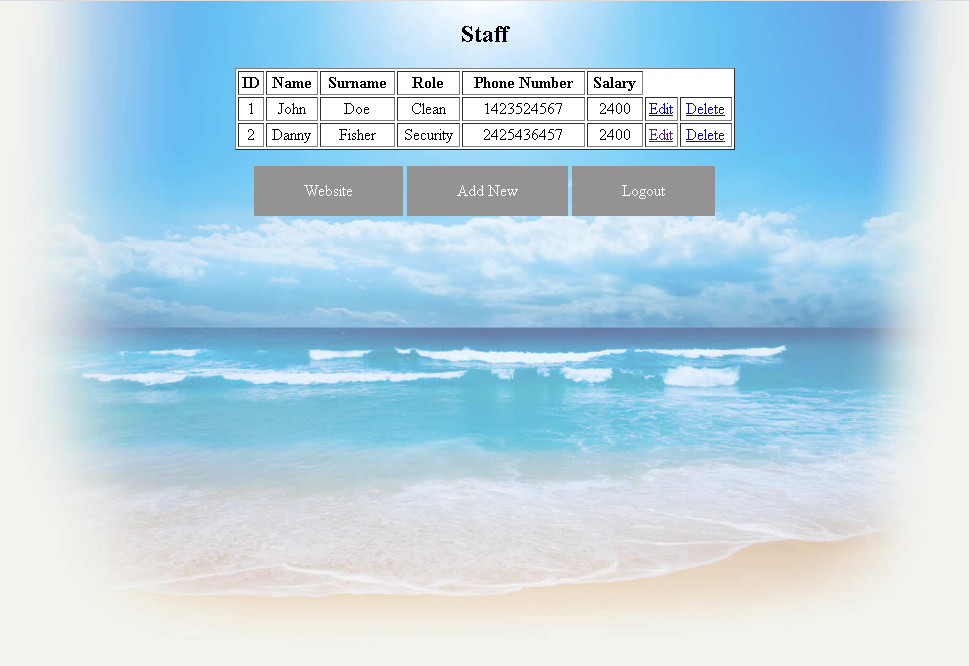 Staff
ID Name Surname Role Phone Number Salary
1 John Doe Clean 1423524567 2400 Edit Delete
2 Danny Fisher Security 2425436457 2400 Edit Delete
Website Add New Logout